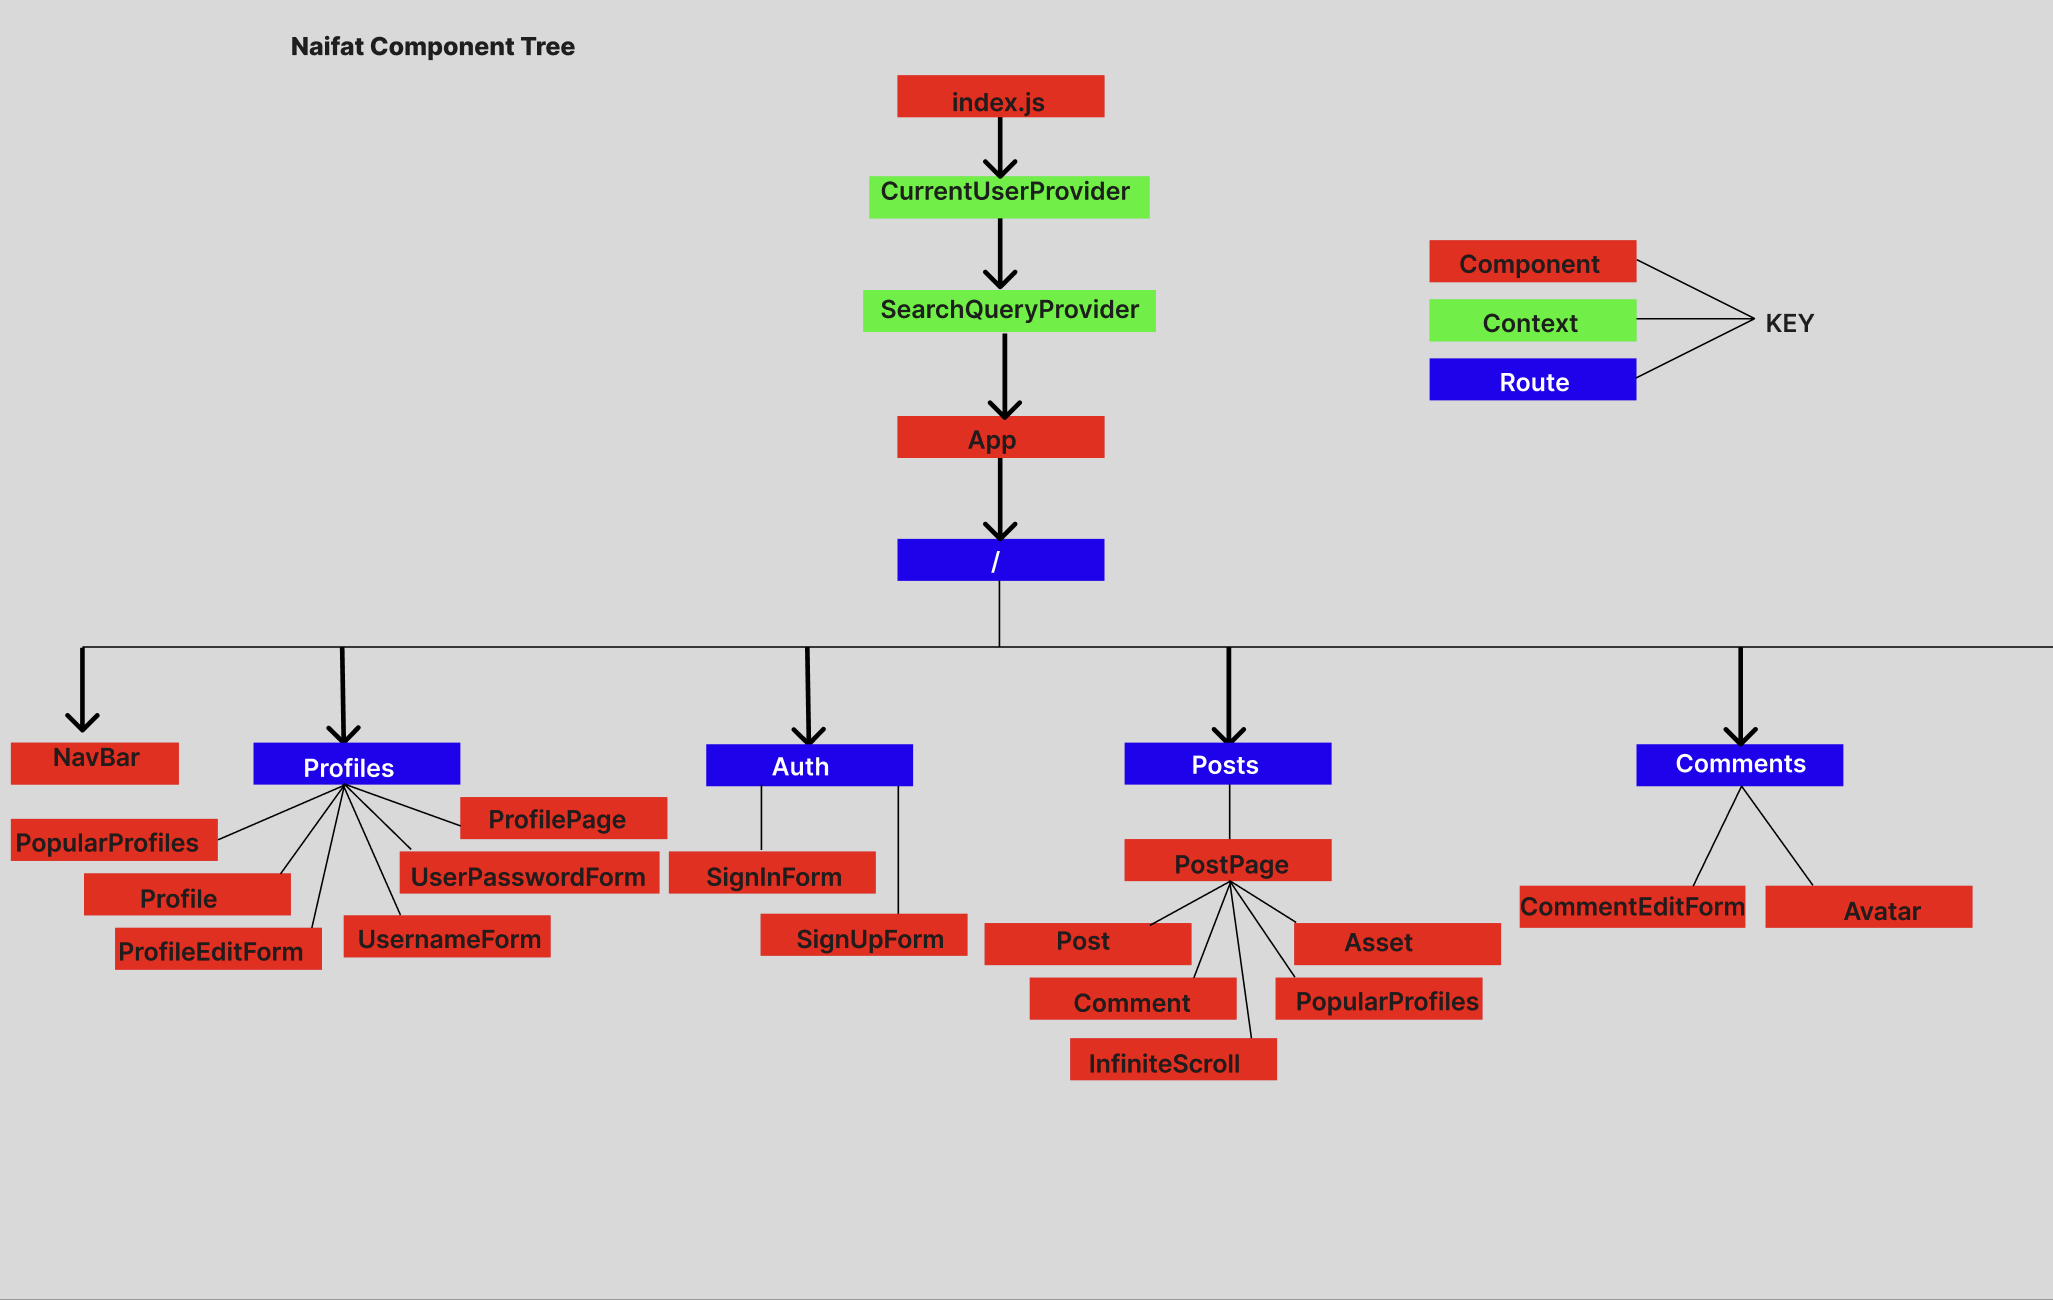 Naifat Component Tree
index.js
CurrentUserProvider
SearchQueryProvider
App
/
Component
Context
Route
KEY
NavBar
Profiles
Auth
Posts
Comments
PopularProfiles
Profile
ProfileEditForm
UsernameForm
UserPasswordForm
ProfilePage
SignInForm
SignUpForm
PostPage
Post
Comment
InfiniteScroll
PopularProfiles
Asset
CommentEditForm
Avatar